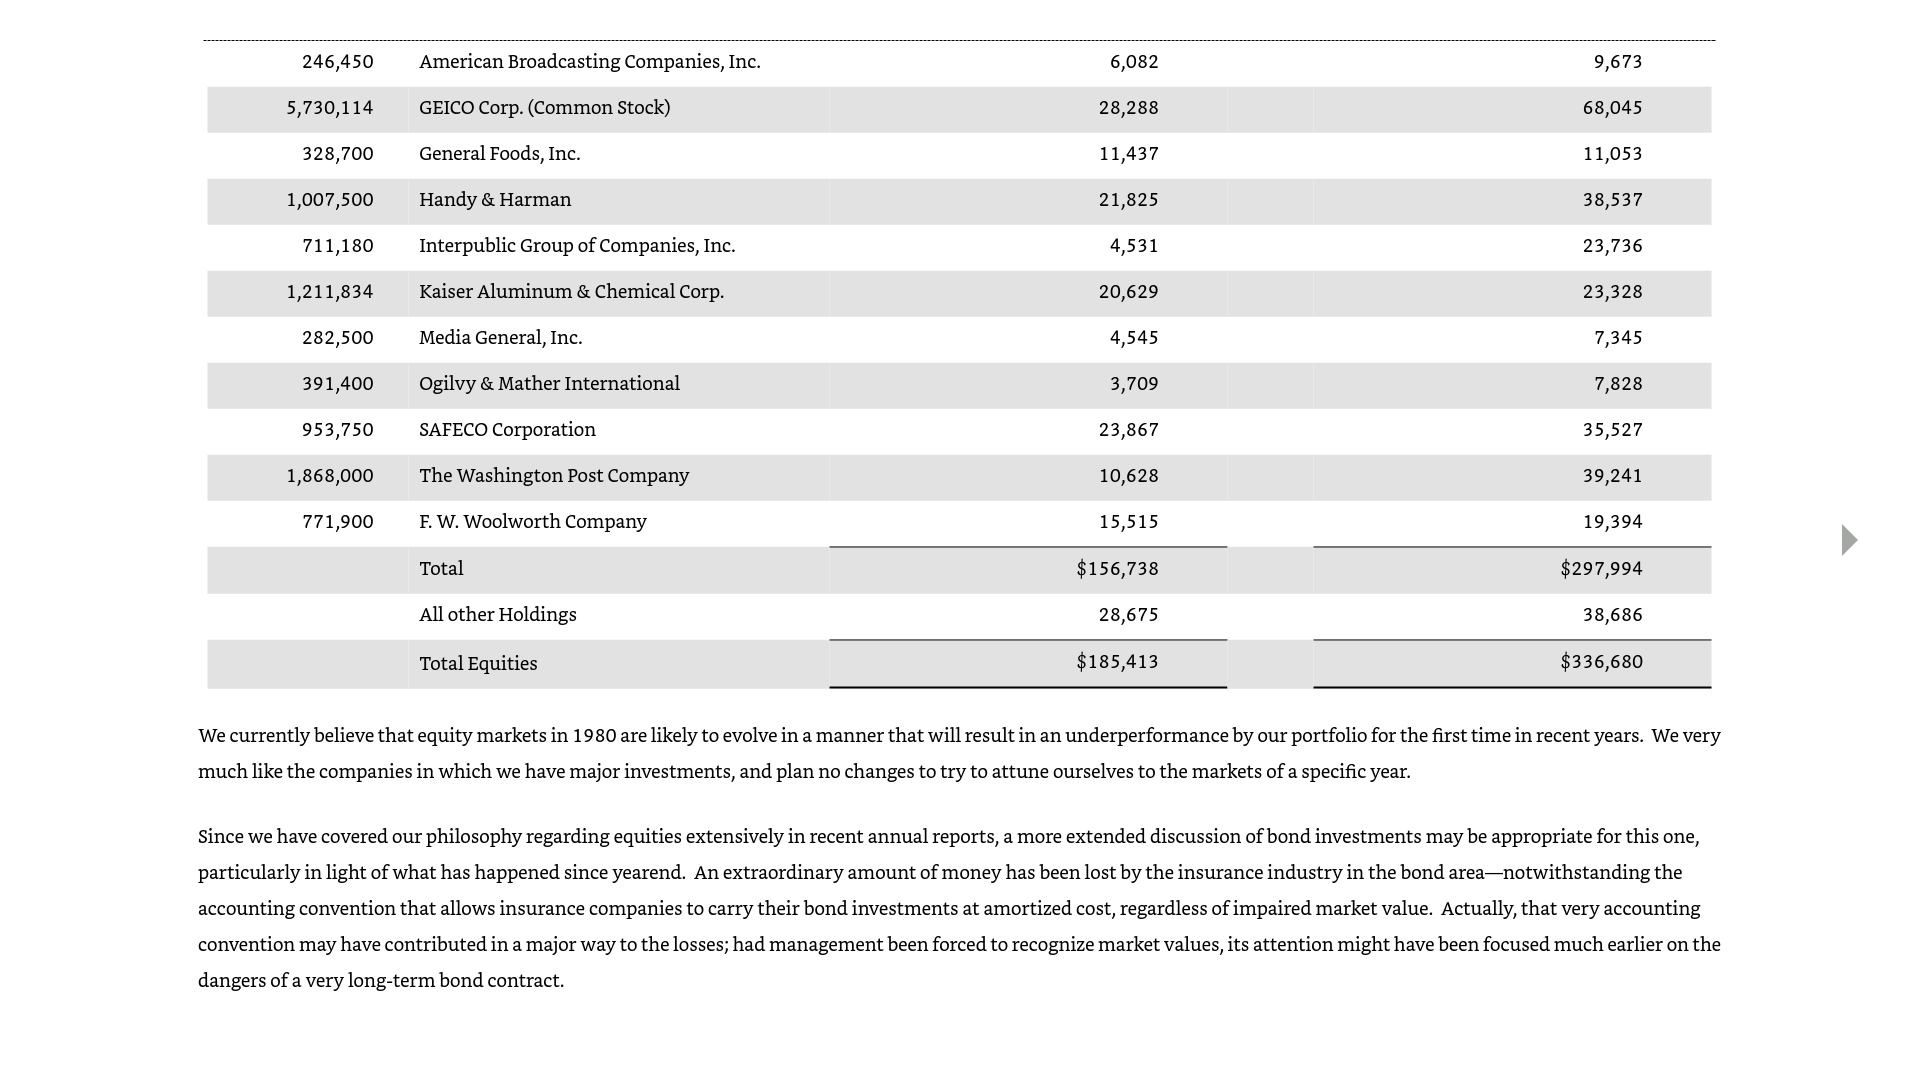 246,450 American Broadcasting Companies, Inc. 6,082 9,673
5,730,114 GEICO Corp. (Common Stock) 28,288 68,045
328,700 General Foods, Inc. 11,437 11,053
1,007,500 Handy & Harman 21,825 38,537
711,180 Interpublic Group of Companies, Inc. 4,531 23,736
1,211,834 Kaiser Aluminum & Chemical Corp. 20,629 23,328
282,500 Media General, Inc. 4,545 7,345
391,400 Ogilvy & Mather International 3,709 7,828
953,750 SAFECO Corporation 23,867 35,527
1,868,000 The Washington Post Company 10,628 39,241
771,900 F. W. Woolworth Company 15,515 19,394
Total $156,738 $297,994
All other Holdings 28,675 38,686
Total Equities $185,413 $336,680
We currently believe that equity markets in 1980 are likely to evolve in a manner that will result in an underperformance by our portfolio for the first time in recent years.  We very
much like the companies in which we have major investments, and plan no changes to try to attune ourselves to the markets of a specific year.
Since we have covered our philosophy regarding equities extensively in recent annual reports, a more extended discussion of bond investments may be appropriate for this one,
particularly in light of what has happened since yearend.  An extraordinary amount of money has been lost by the insurance industry in the bond area—notwithstanding the
accounting convention that allows insurance companies to carry their bond investments at amortized cost, regardless of impaired market value.  Actually, that very accounting
convention may have contributed in a major way to the losses; had management been forced to recognize market values, its attention might have been focused much earlier on the
dangers of a very long-term bond contract.